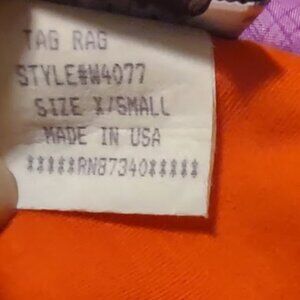 TAG RAG
STYLE#W4077
SIZE X/SMALL
MADE IN USA
*****RN87340*****